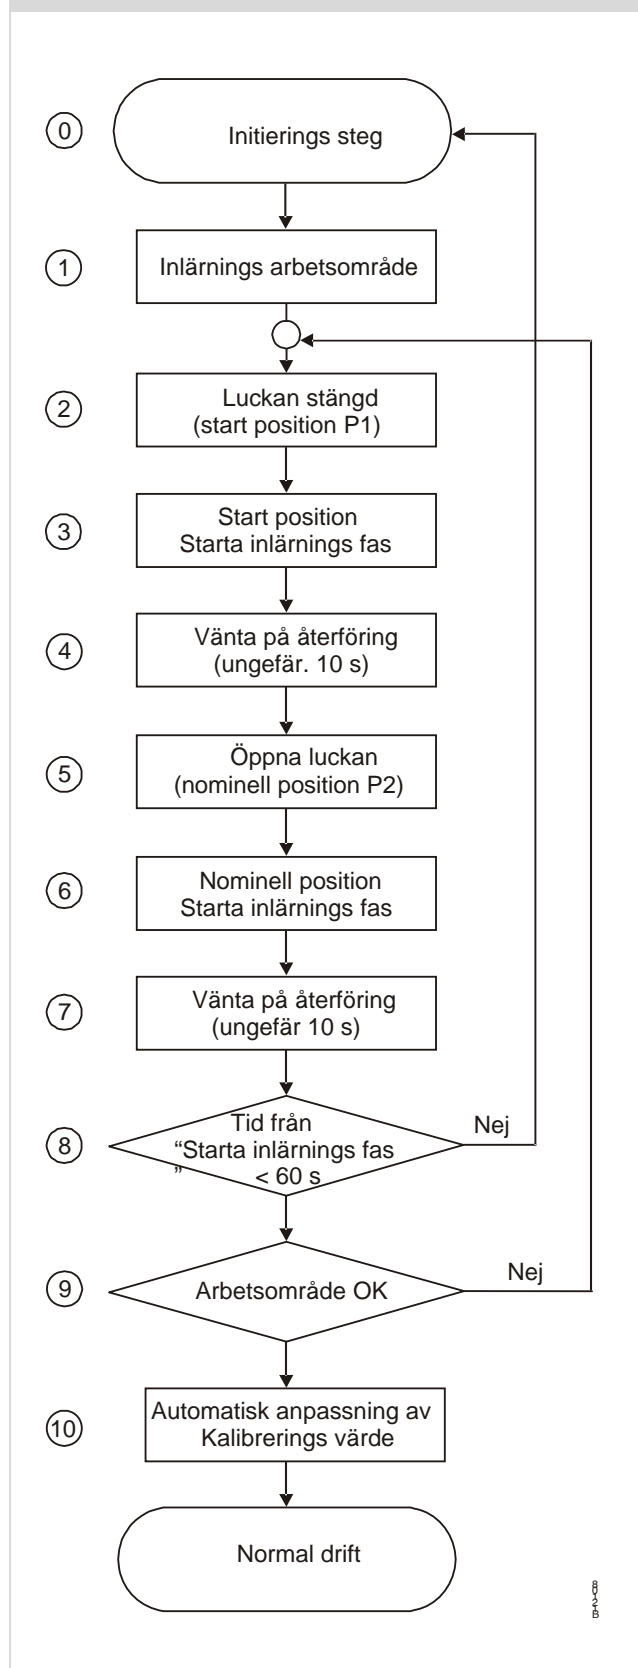 0
Initierings steg
1
Inlärnings arbetsområde
2
Luckan stängd
(start position P1)
3
Start position
Starta inlärnings fas
4
Vänta på återföring
(ungefär. 10 s)
5
Öppna luckan
(nominell position P2)
6
Nominell position
Starta inlärnings fas
7
Vänta på återföring
(ungefär 10 s)
8
Tid från
“Starta inlärnings fas
” < 60 s
Nej
9
Arbetsområde OK
Nej
10
Automatisk anpassning av
Kalibrerings värde
Normal drift